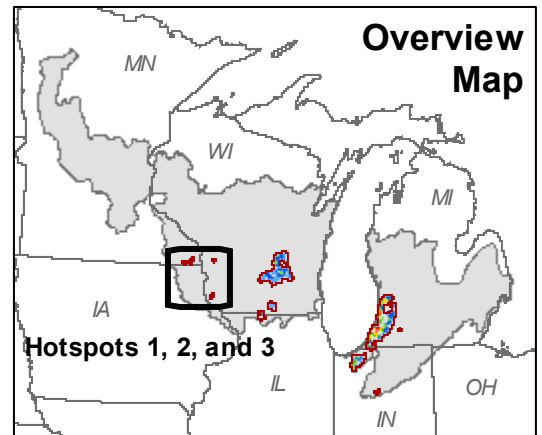 Overview
Map
MN
WI
MI
IA
Hotspots 1, 2, and 3
IL
IN
OH